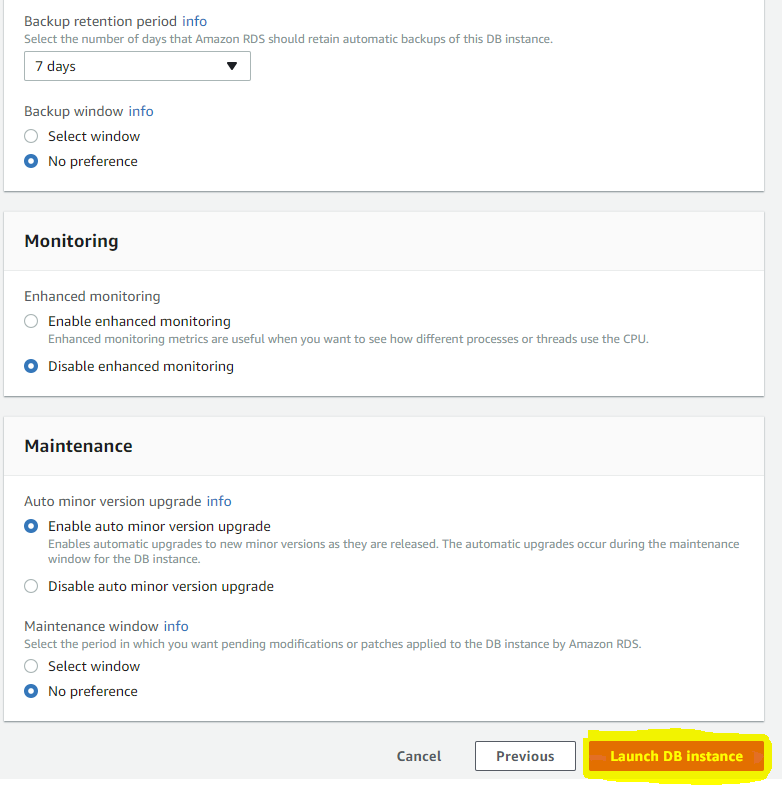 Backup retention period info
Select the number of days that Amazon RDS should retain automatic backups of this DB instance.
7 days
Backup window info
Select window
No preference
Monitoring
Enhanced monitoring
Enable enhanced monitoring
Enhanced monitoring metrics are useful when you want to see how different processes or threads use the CPU.
Disable enhanced monitoring
Maintenance
Auto minor version upgrade info
Enable auto minor version upgrade
Enables automatic upgrades to new minor versions as they are released. The automatic upgrades occur during the maintenance
window for the DB instance.
Disable auto minor version upgrade
Maintenance window info
Select the period in which you want pending modifications or patches applied to the DB instance by Amazon RDS.
Select window
No preference
Cancel Previous Launch DB instance